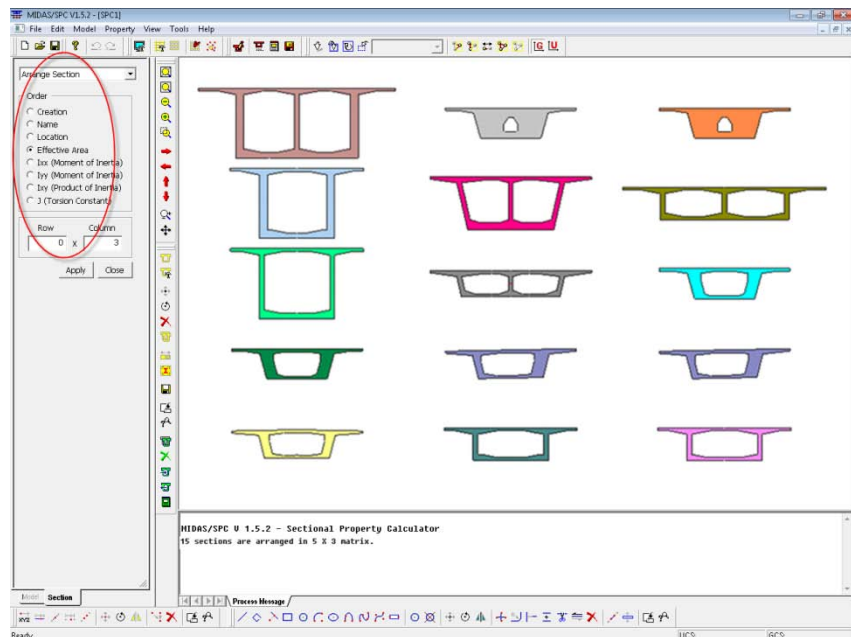 MIDAS/SPC V1.5.2 - [SPC1]
File Edit Model Property View Tools Help
Arrange Section
Order
Creation
Name
Location
Effective Area
Ixx (Moment of Inertia)
Iyy (Moment of Inertia)
Ixy (Product of Inertia)
J (Torsion Constant)
Row Column
0 x 3
Apply Close
MIDAS/SPC V 1.5.2 - Sectional Property Calculator
15 sections are arranged in 5 X 3 matrix.
Model Section
Process Message
Ready
UCS: GCS: